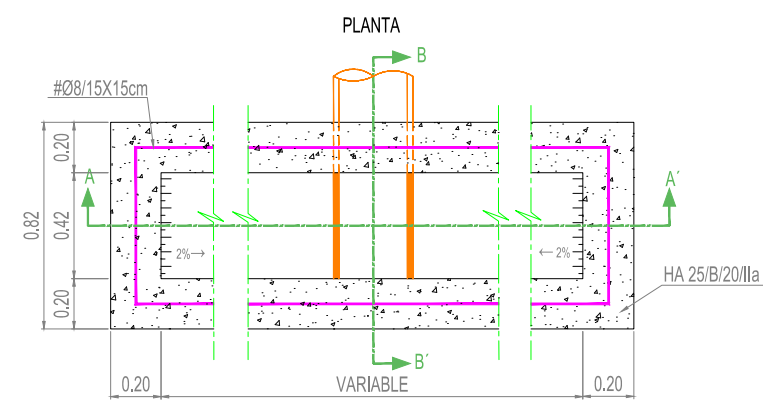 PLANTA
B
#Ø8/15X15cm
0.20
A
A´
0.82
0.42
2%→
←2%
HA 25/B/20/IIa
0.20
B´
0.20
VARIABLE
0.20